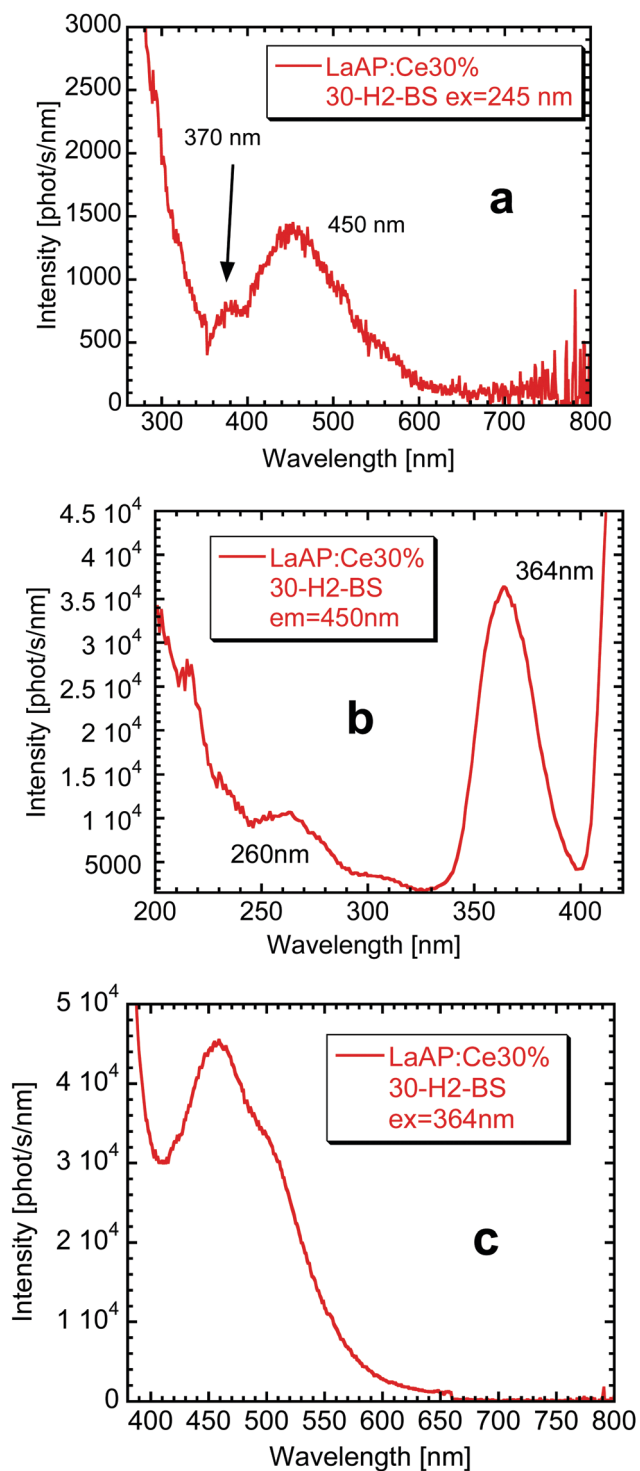 3000
2500
2000
1500
1000
500
0
Intensity [phot/s/nm]
LaAP:Ce30%
30-H2-BS ex=245 nm
370 nm
450 nm
a
300 400 500 600 700 800
Wavelength [nm]
4.5 10^4
4 10^4
3.5 10^4
3 10^4
2.5 10^4
2 10^4
1.5 10^4
1 10^4
5000
Intensity [phot/s/nm]
LaAP:Ce30%
30-H2-BS
em=450nm
364nm
b
260nm
200 250 300 350 400
Wavelength [nm]
5 10^4
4 10^4
3 10^4
2 10^4
1 10^4
0
Intensity [phot/s/nm]
LaAP:Ce30%
30-H2-BS
ex=364nm
c
400 450 500 550 600 650 700 750 800
Wavelength [nm]